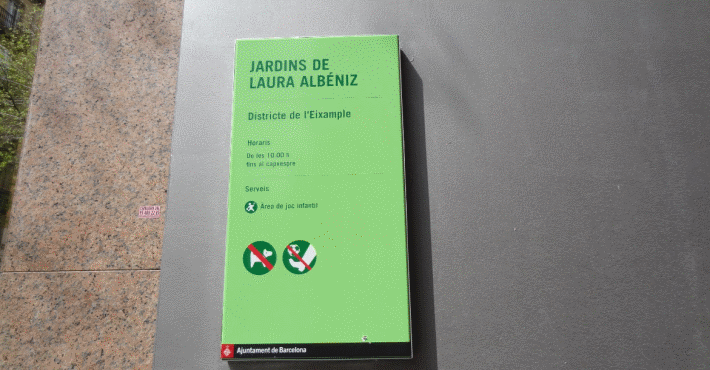 JARDINS DE
LAURA ALBÉNIZ
Districte de l'Eixample
Horaris
De les 10.00 h
fins al capvespre
Serveis
Àrea de joc infantil
Ajuntament de Barcelona